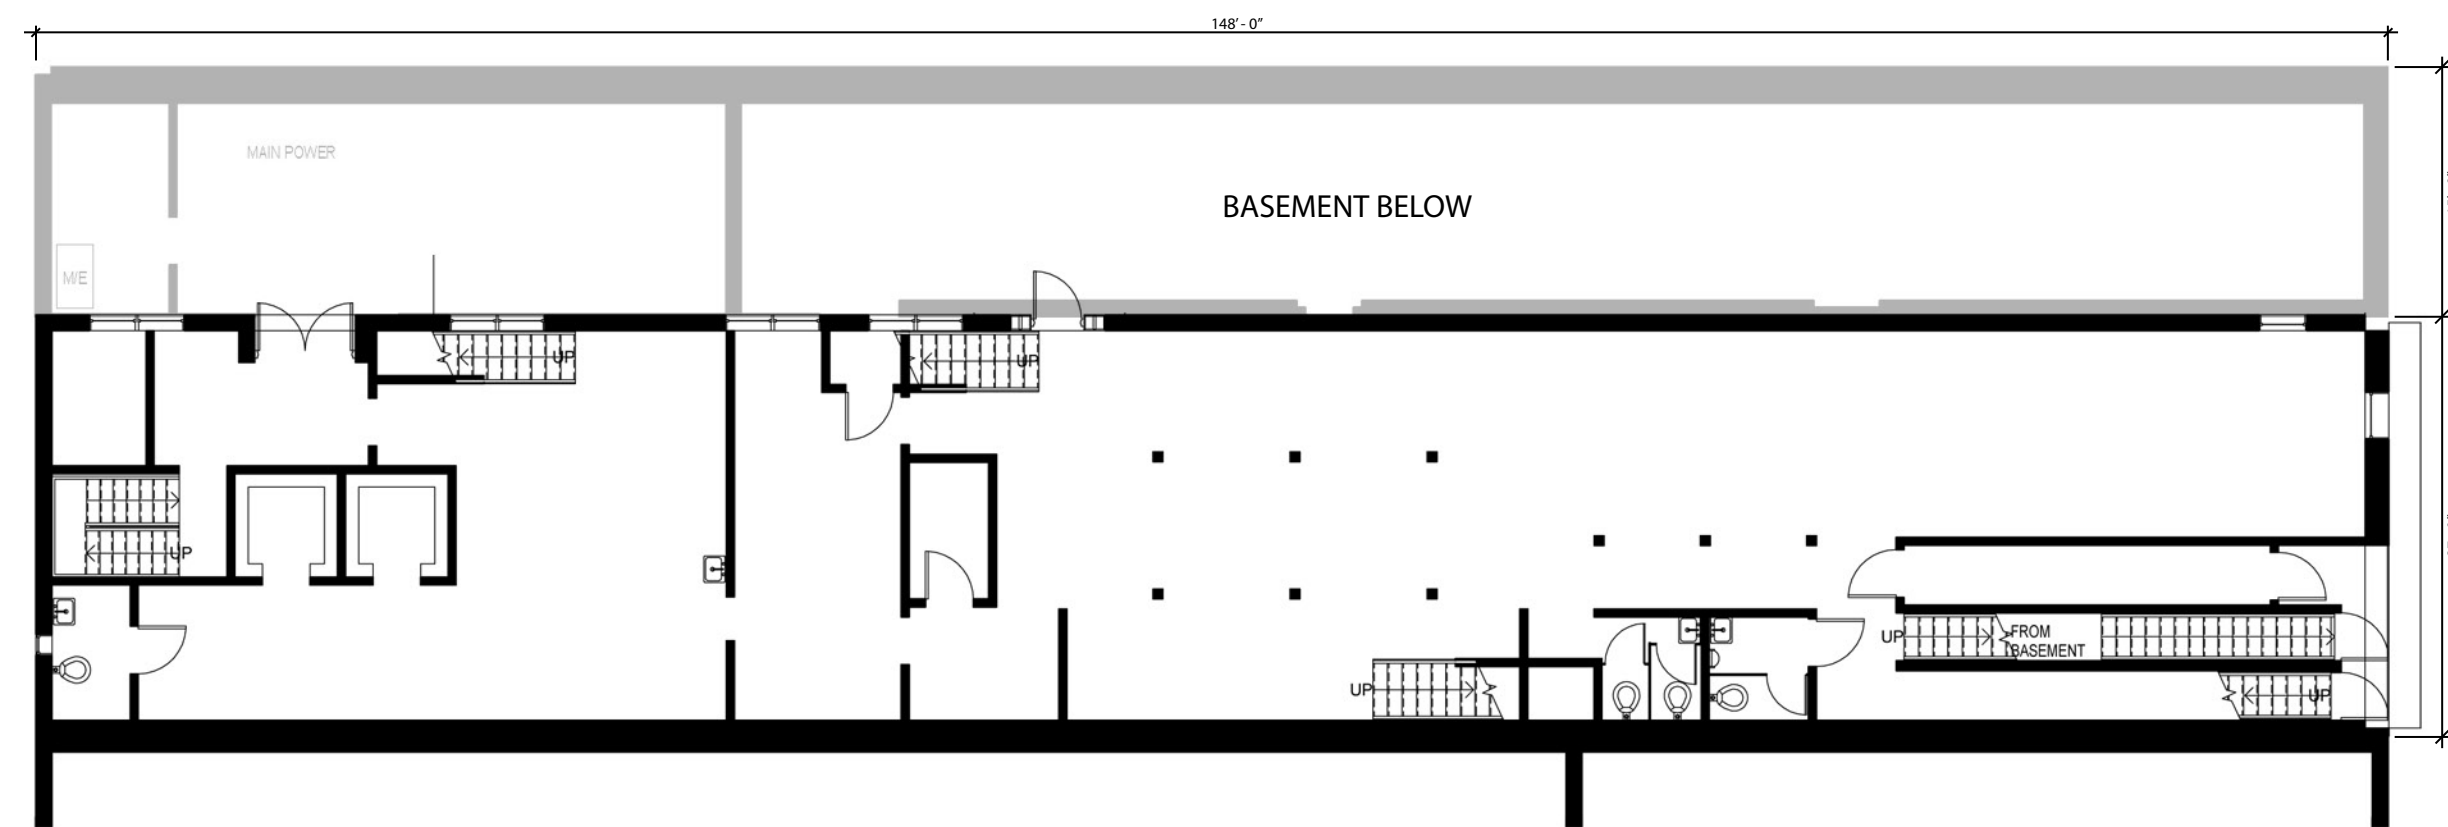 148' - 0"
MAIN POWER
BASEMENT BELOW
M/E
UP
UP
UP
UP
FROM
BASEMENT
UP
UP